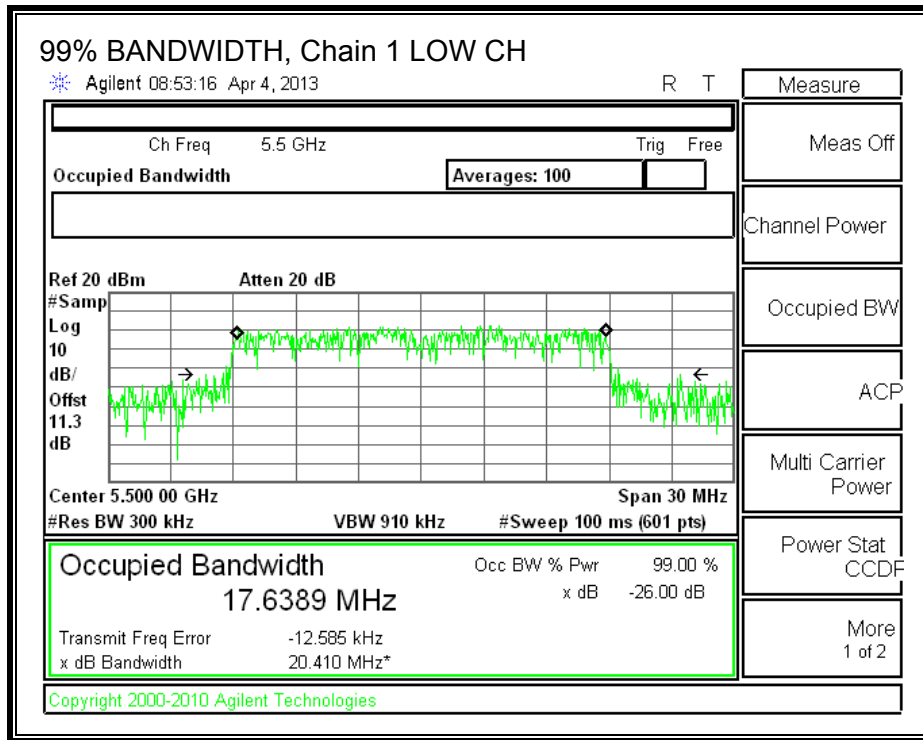 99% BANDWIDTH, Chain 1 LOW CH
Agilent 08:53:16 Apr 4, 2013 R T
Measure
Ch Freq 5.5 GHz Trig Free
Occupied Bandwidth Averages: 100
Meas Off
Channel Power
Occupied BW
ACP
Multi Carrier
Power
Power Stat
CCDF
More
1 of 2
Ref 20 dBm Atten 20 dB
#Samp
Log
10
dB/
Offst
11.3
dB
Center 5.500 00 GHz Span 30 MHz
#Res BW 300 kHz VBW 910 kHz #Sweep 100 ms (601 pts)
Occupied Bandwidth Occ BW % Pwr 99.00 %
17.6389 MHz x dB -26.00 dB
Transmit Freq Error -12.585 kHz
x dB Bandwidth 20.410 MHz*
Copyright 2000-2010 Agilent Technologies